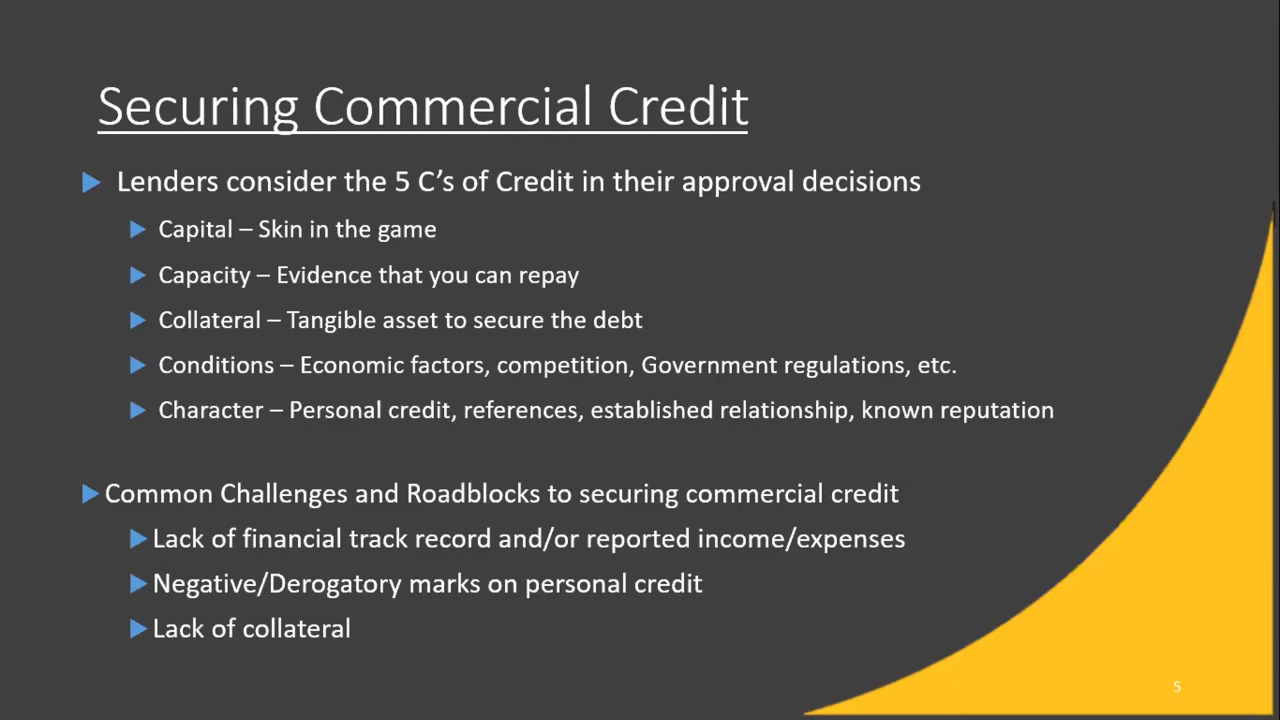 Securing Commercial Credit
Lenders consider the 5 C’s of Credit in their approval decisions
Capital – Skin in the game
Capacity – Evidence that you can repay
Collateral – Tangible asset to secure the debt
Conditions – Economic factors, competition, Government regulations, etc.
Character – Personal credit, references, established relationship, known reputation
Common Challenges and Roadblocks to securing commercial credit
Lack of financial track record and/or reported income/expenses
Negative/Derogatory marks on personal credit
Lack of collateral
5